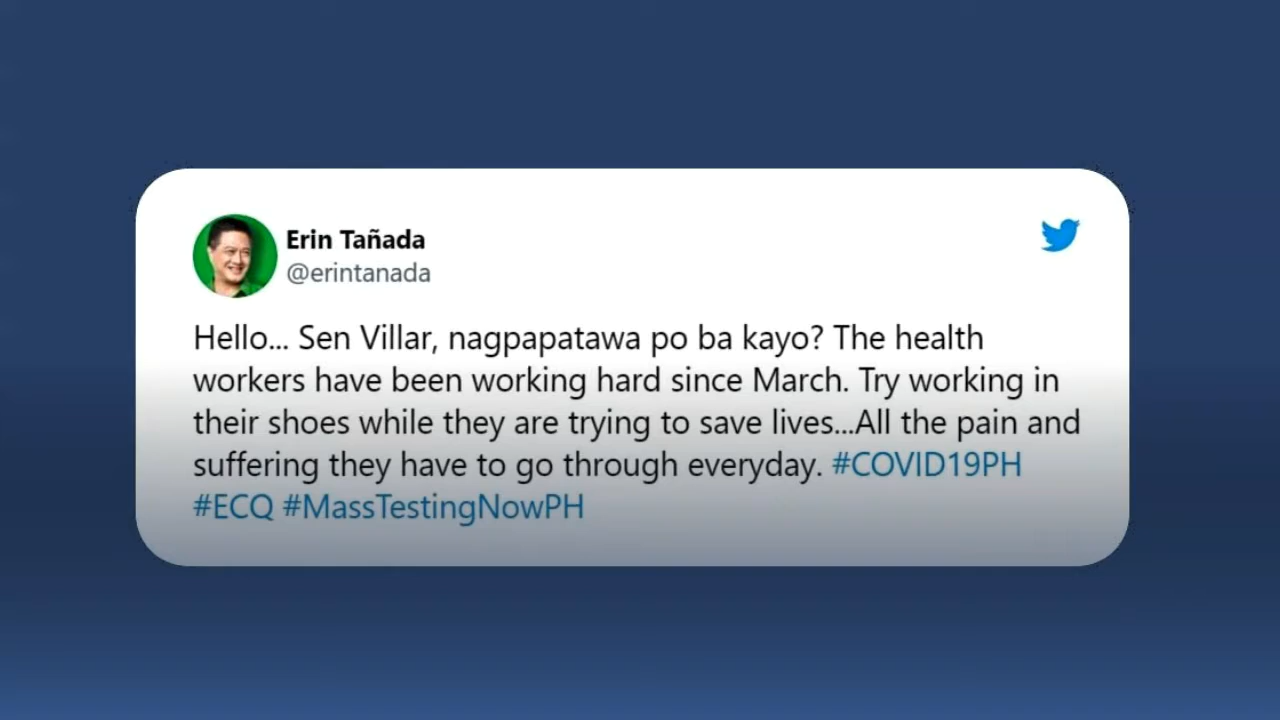 Erin Tañada
@erintanada
Hello... Sen Villar, nagpapatawa po ba kayo? The health
workers have been working hard since March. Try working in
their shoes while they are trying to save lives...All the pain and
suffering they have to go through everyday. #COVID19PH
#ECQ #MassTestingNowPH